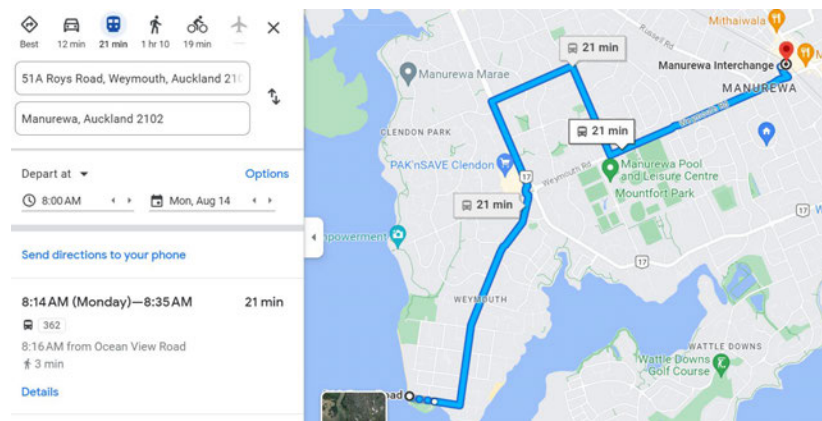 Best
12 min
21 min
1 hr 10
19 min
51A Roys Road, Weymouth, Auckland 210
Manurewa, Auckland 2102
Depart at
Options
8:00 AM
Mon, Aug 14
Send directions to your phone
8:14 AM (Monday)—8:35 AM
21 min
362
8:16 AM from Ocean View Road
3 min
Details
Mithaiwala
Russell Rd
21 min
Manurewa Interchange
MANUREWA
Manurewa Marae
CLENDON PARK
21 min
PAK'nSAVE Clendon
Weymouth Rd
17
Manurewa Pool
and Leisure Centre
Mountfort Park
21 min
17
17
powerment
WEYMOUTH
WATTLE DOWNS
Wattle Downs
Golf Course
oad